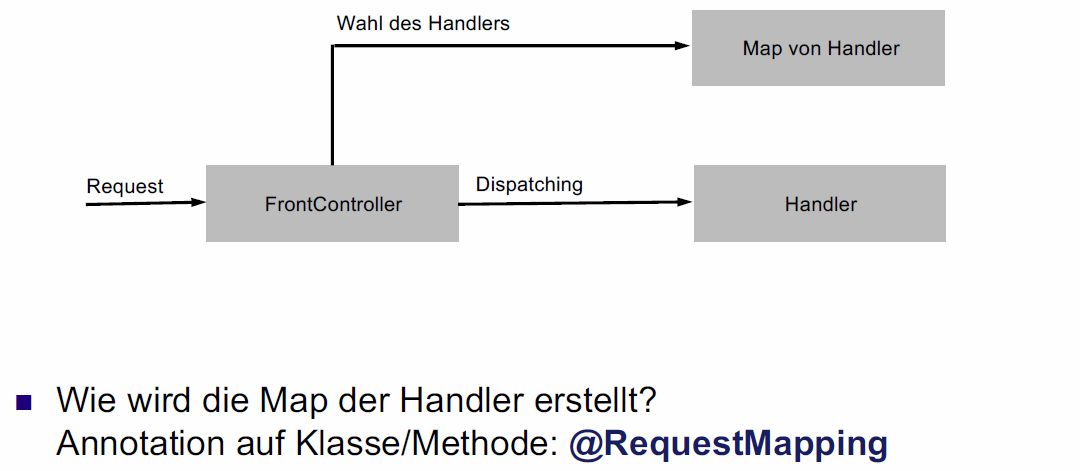 Wahl des Handlers
Map von Handler
Request
FrontController
Dispatching
Handler
Wie wird die Map der Handler erstellt?
Annotation auf Klasse/Methode: @RequestMapping